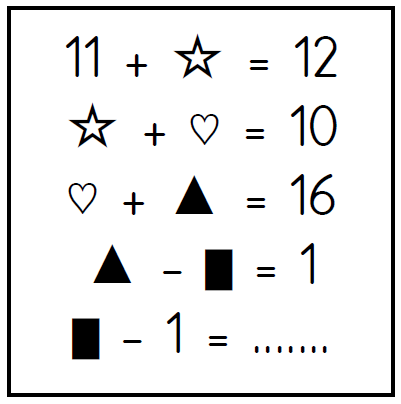 11 + ☆ = 12
☆ + ♡ = 10
♡ + ▲ = 16
▲ - ■ = 1
■ - 1 = .......